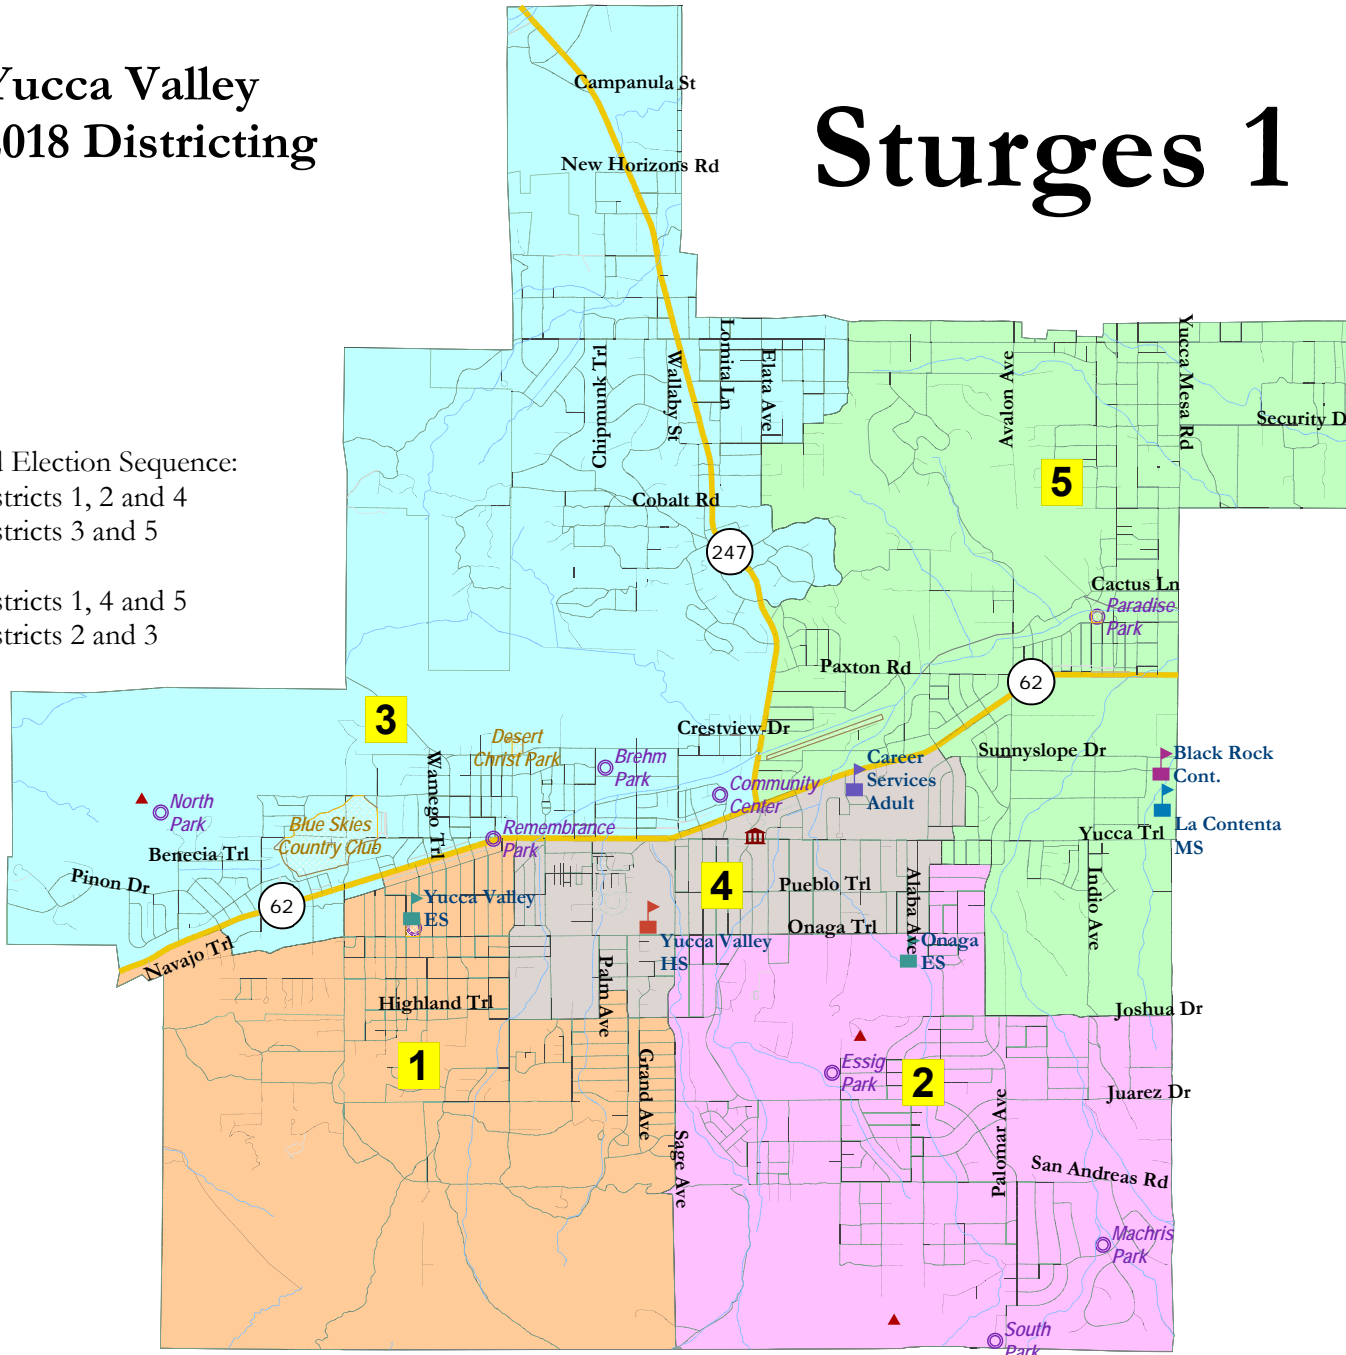 Yucca Valley
2018 Districting
Sturges 1
l Election Sequence:
stricts 1, 2 and 4
stricts 3 and 5
stricts 1, 4 and 5
stricts 2 and 3
Campanula St
New Horizons Rd
Chipmunk Trl
Wallaby St
Lomita Ln
Elata Ave
Avalon Ave
Yucca Mesa Rd
Security D
5
Cobalt Rd
247
Cactus Ln
Paradise
Park
Paxton Rd
62
3
Crestview Dr
Desert
Christ Park
Brehm
Park
Sunnyslope Dr
Black Rock
Cont.
Career
Services
Adult
Community
Center
Wamego Trl
North
Park
Blue Skies
Country Club
Remembrance
Park
La Contenta
MS
Yucca Trl
Benecia Trl
Pinon Dr
62
4
Pueblo Trl
Alaba Ave
Indio Ave
Yucca Valley
ES
Onaga Trl
Navajo Trl
Yucca Valley
HS
Onaga
ES
Palm Ave
Highland Trl
Joshua Dr
1
Grand Ave
Essig
Park
2
Juarez Dr
Palomar Ave
Sage Ave
San Andreas Rd
Machris
Park
South
Park